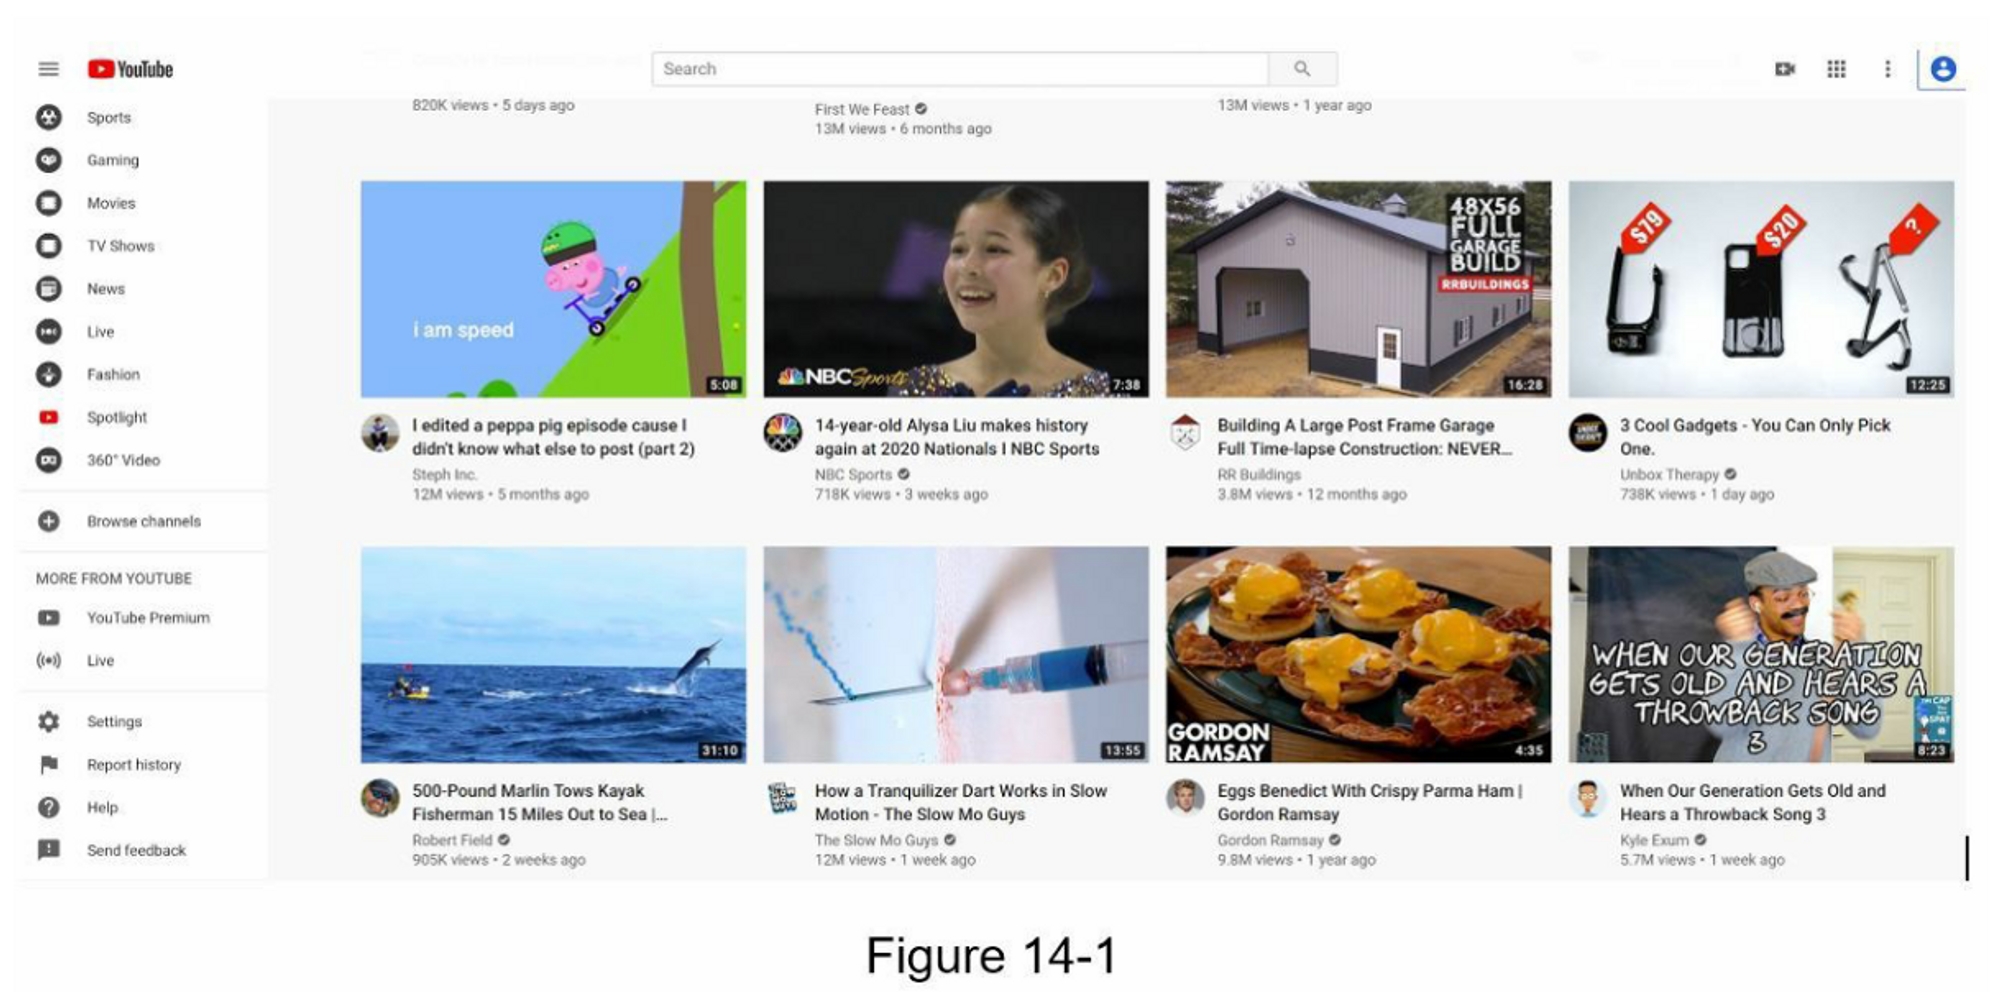 YouTube
Search
Sports
Gaming
Movies
TV Shows
News
Live
Fashion
Spotlight
360° Video
Browse channels
MORE FROM YOUTUBE
YouTube Premium
Live
Settings
Report history
Help
Send feedback
820K views • 5 days ago
First We Feast
13M views • 6 months ago
13M views • 1 year ago
i am speed
5:08
I edited a peppa pig episode cause I
didn't know what else to post (part 2)
Steph Inc.
12M views • 5 months ago
NBC Sports
7:38
14-year-old Alysa Liu makes history
again at 2020 Nationals I NBC Sports
NBC Sports
718K views • 3 weeks ago
48X56
FULL
GARAGE
BUILD
RRBUILDINGS
16:28
Building A Large Post Frame Garage
Full Time-lapse Construction: NEVER...
RR Buildings
3.8M views • 12 months ago
$79
$20
?
12:25
3 Cool Gadgets - You Can Only Pick
One.
Unbox Therapy
738K views • 1 day ago
31:10
500-Pound Marlin Tows Kayak
Fisherman 15 Miles Out to Sea |...
Robert Field
905K views • 2 weeks ago
13:55
THE
SLOW
MO
GUYS
How a Tranquilizer Dart Works in Slow
Motion - The Slow Mo Guys
The Slow Mo Guys
12M views • 1 week ago
GORDON
RAMSAY
4:35
Eggs Benedict With Crispy Parma Ham |
Gordon Ramsay
Gordon Ramsay
9.8M views • 1 year ago
WHEN OUR GENERATION
GETS OLD AND HEARS A
THROWBACK SONG
3
8:23
When Our Generation Gets Old and
Hears a Throwback Song 3
Kyle Exum
5.7M views • 1 week ago
Figure 14-1